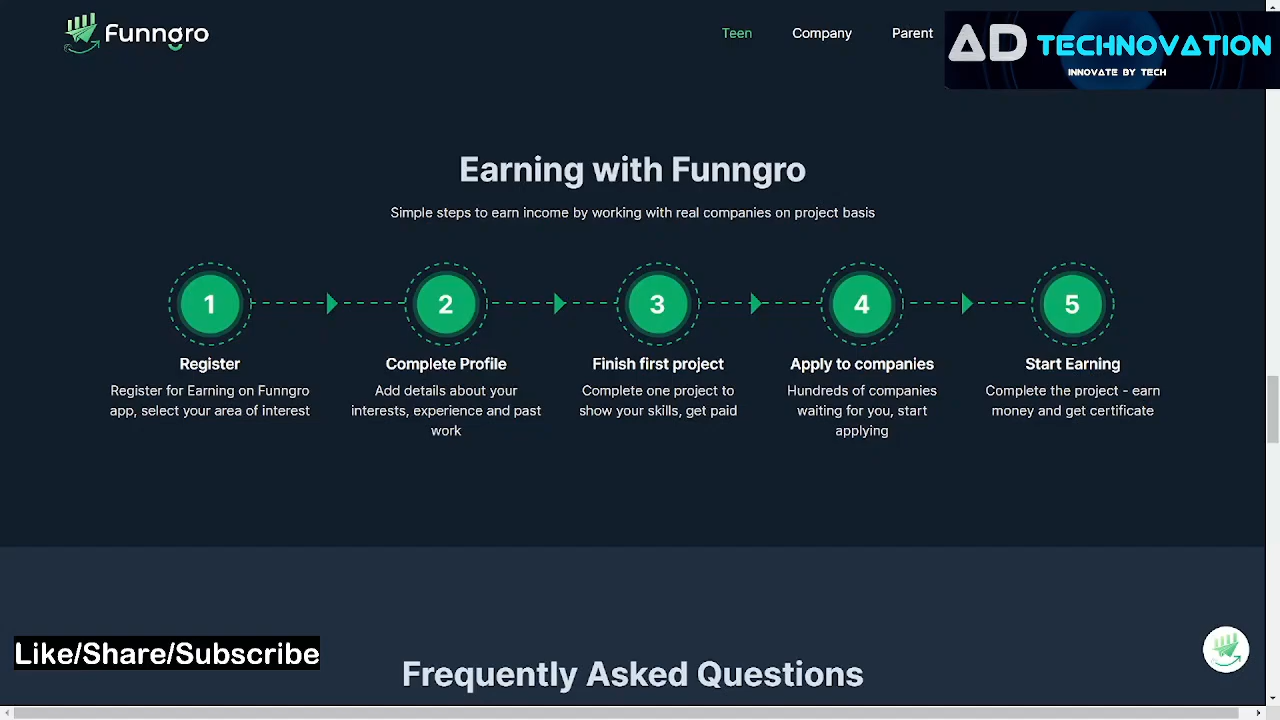 Funngro
Teen
Company
Parent
AD TECHNOVATION
INNOVATE BY TECH
Earning with Funngro
Simple steps to earn income by working with real companies on project basis
1
2
3
4
5
Register
Register for Earning on Funngro
app, select your area of interest
Complete Profile
Add details about your
interests, experience and past
work
Finish first project
Complete one project to
show your skills, get paid
Apply to companies
Hundreds of companies
waiting for you, start
applying
Start Earning
Complete the project - earn
money and get certificate
Like/Share/Subscribe
Frequently Asked Questions